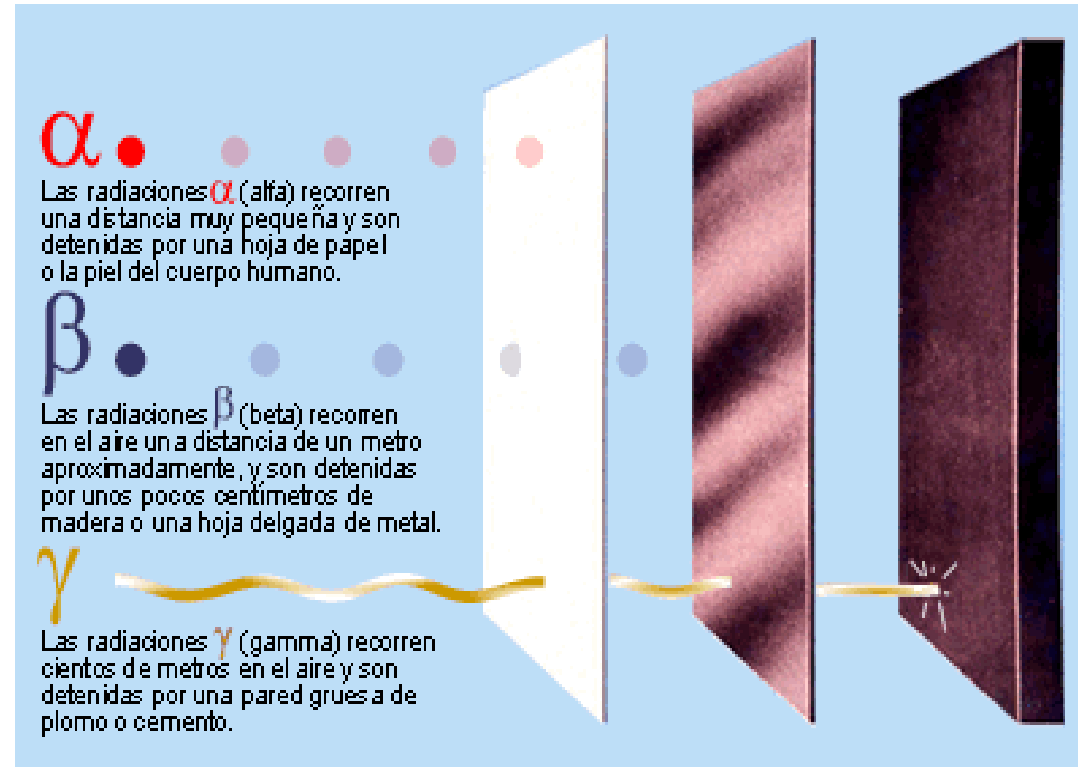 α
Las radiaciones α (alfa) recorren
una distancia muy pequeña y son
detenidas por una hoja de papel
o la piel del cuerpo humano.
β
Las radiaciones β (beta) recorren
en el aire una distancia de un metro
aproximadamente, y son detenidas
por unos pocos centímetros de
madera o una hoja delgada de metal.
γ
Las radiaciones γ (gamma) recorren
cientos de metros en el aire y son
detenidas por una pared gruesa de
plomo o cemento.